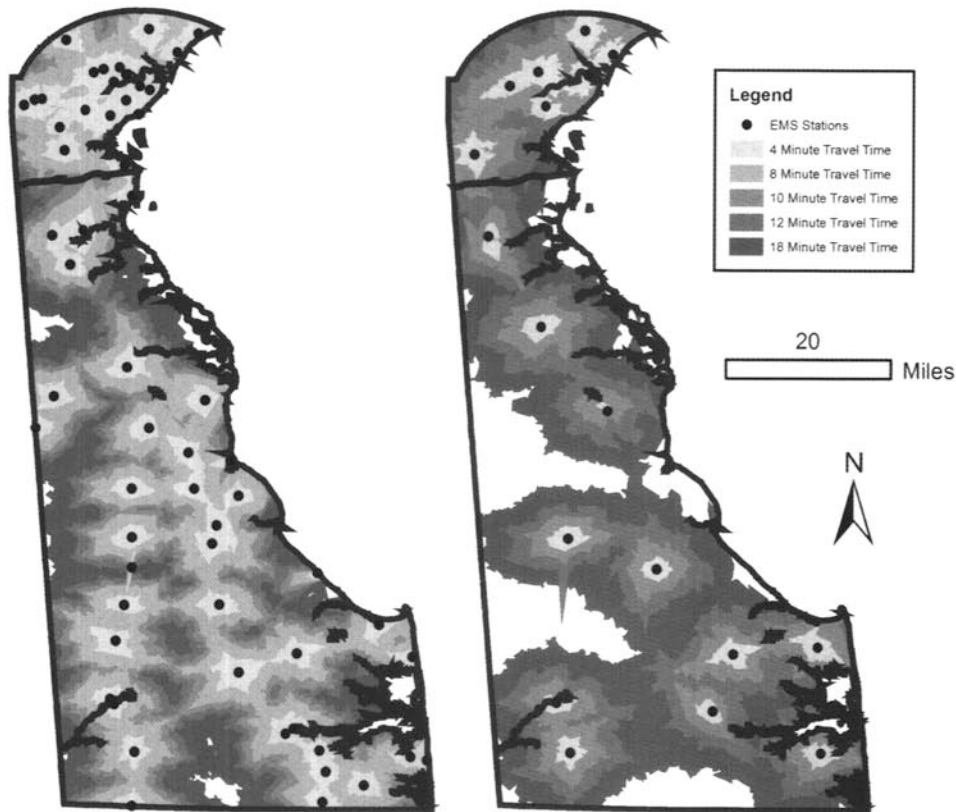 Legend
EMS Stations
4 Minute Travel Time
8 Minute Travel Time
10 Minute Travel Time
12 Minute Travel Time
18 Minute Travel Time
20
Miles
N